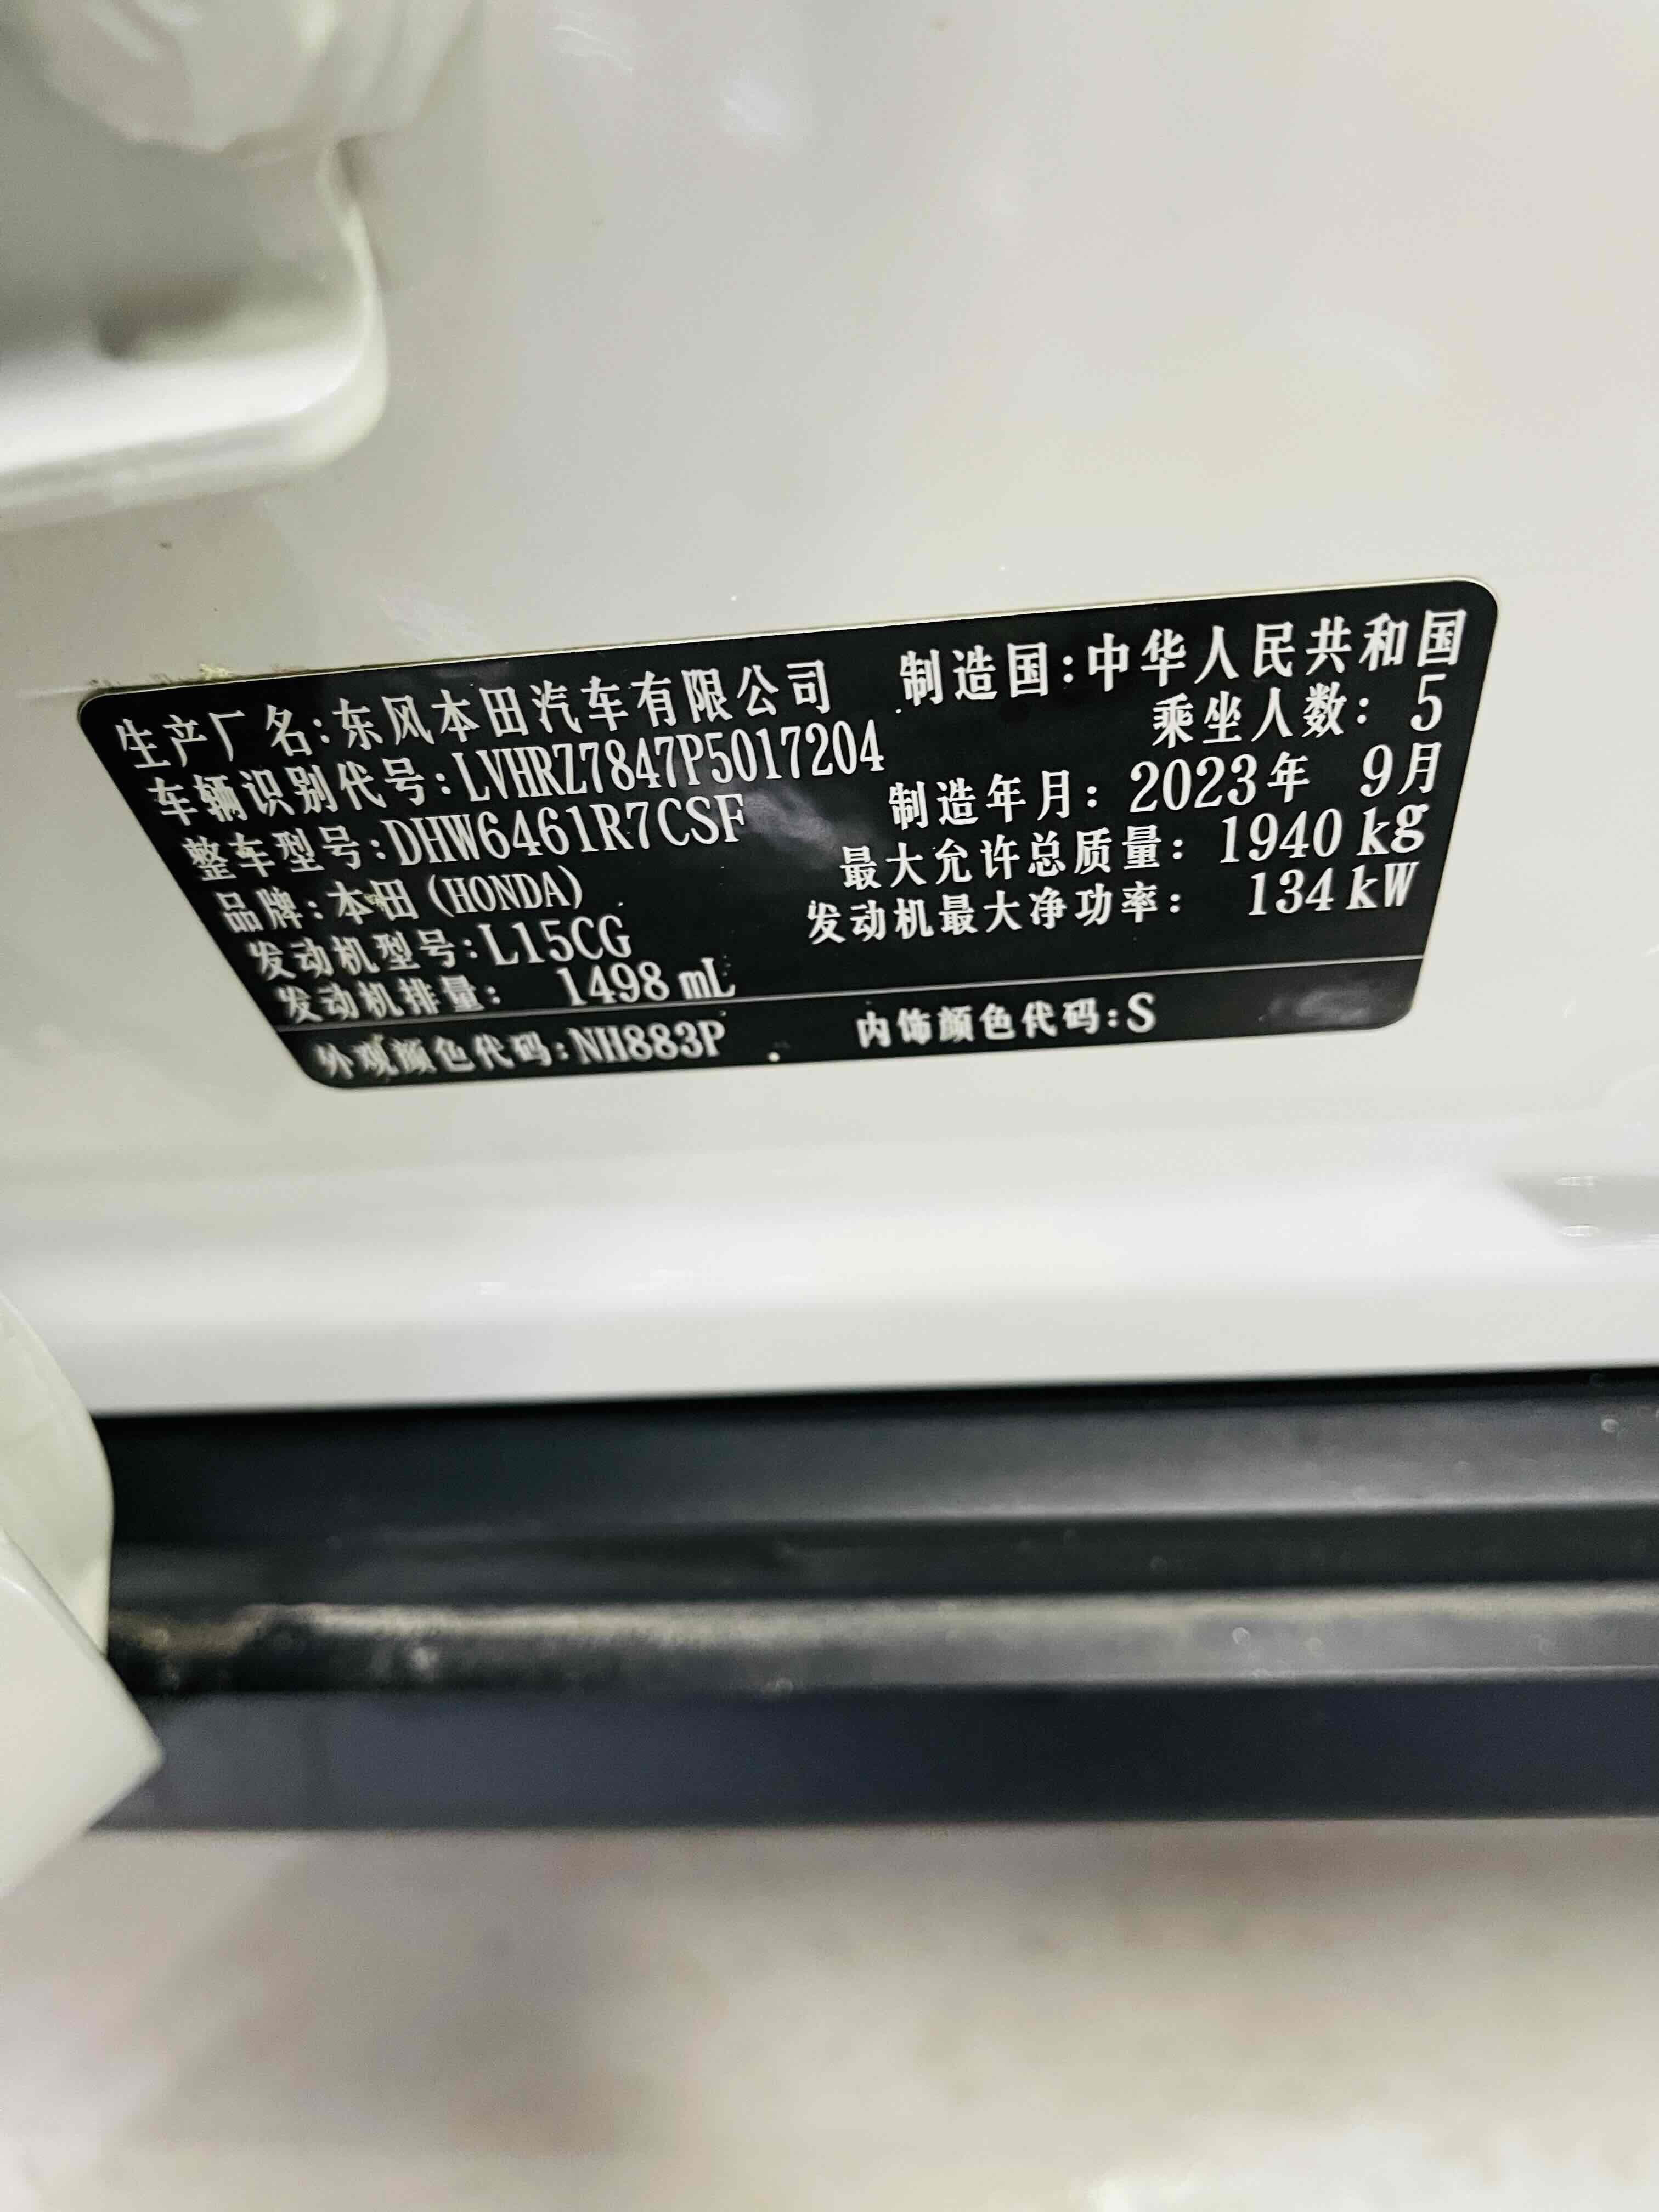 生产厂名:东风本田汽车有限公司 制造国:中华人民共和国
车辆识别代号:LVHRZ7847P5017204 乘坐人数: 5
整车型号:DHW6461R7CSF 制造年月: 2023年 9月
品牌:本田(HONDA) 最大允许总质量: 1940 kg
发动机型号:L15CG 发动机最大净功率: 134 kW
发动机排量: 1498 mL
外观颜色代码:NH883P 内饰颜色代码:S